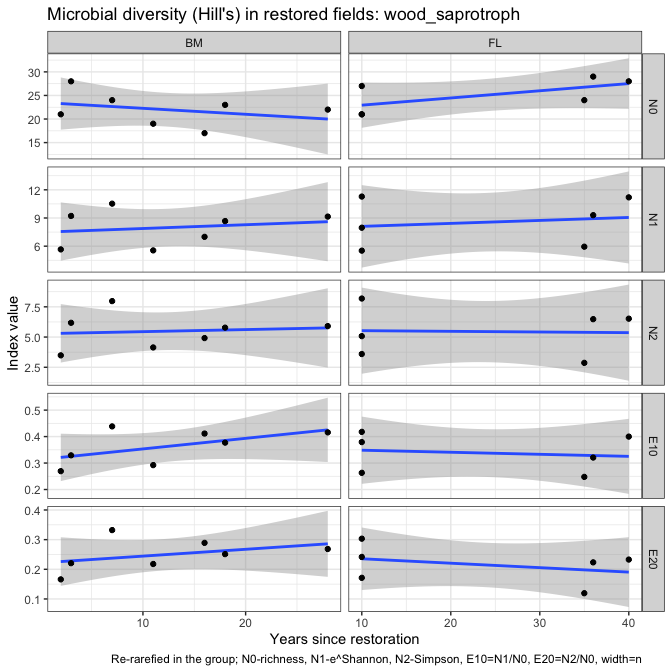 Microbial diversity (Hill's) in restored fields: wood_saprotroph
BM
FL
30
25
20
15
N0
12
9
6
N1
7.5
5.0
2.5
N2
0.5
0.4
0.3
0.2
E10
0.4
0.3
0.2
0.1
E20
Index value
10
20
10
20
30
40
Years since restoration
Re-rarefied in the group; N0-richness, N1-e^Shannon, N2-Simpson, E10=N1/N0, E20=N2/N0, width=n